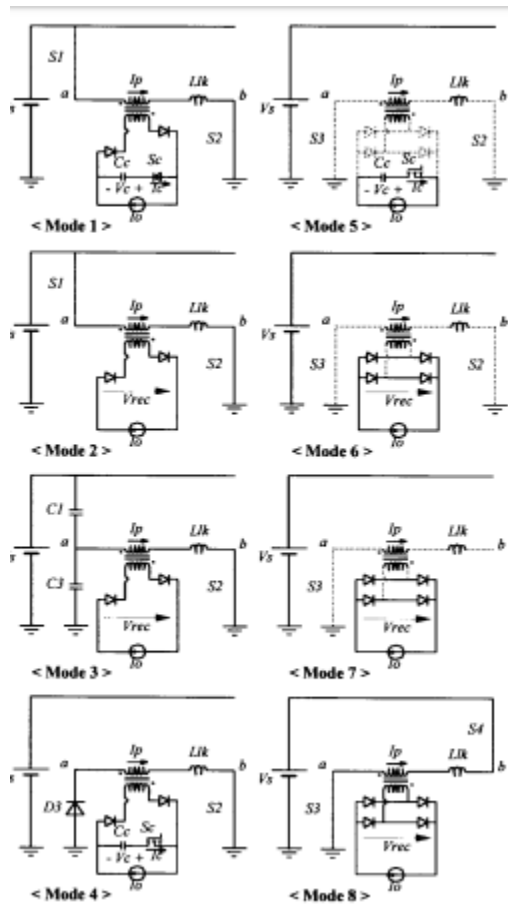 S1
Ip
Llk
a
b
S2
Cc
Sc
- Vc +
Ic
Io
< Mode 1 >
Vs
a
Ip
Llk
b
S3
S2
Cc
Sc
- Vc +
Ic
Io
< Mode 5 >
S1
Ip
Llk
a
b
S2
Vrec
Io
< Mode 2 >
Vs
a
Ip
Llk
b
S3
S2
Vrec
Io
< Mode 6 >
C1
Ip
Llk
a
b
C3
S2
Vrec
Io
< Mode 3 >
Vs
a
Ip
Llk
b
S3
Vrec
Io
< Mode 7 >
a
Ip
Llk
b
D3
S2
Cc
Sc
- Vc +
Ic
Io
< Mode 4 >
S4
Vs
a
Ip
Llk
b
S3
Vrec
Io
< Mode 8 >